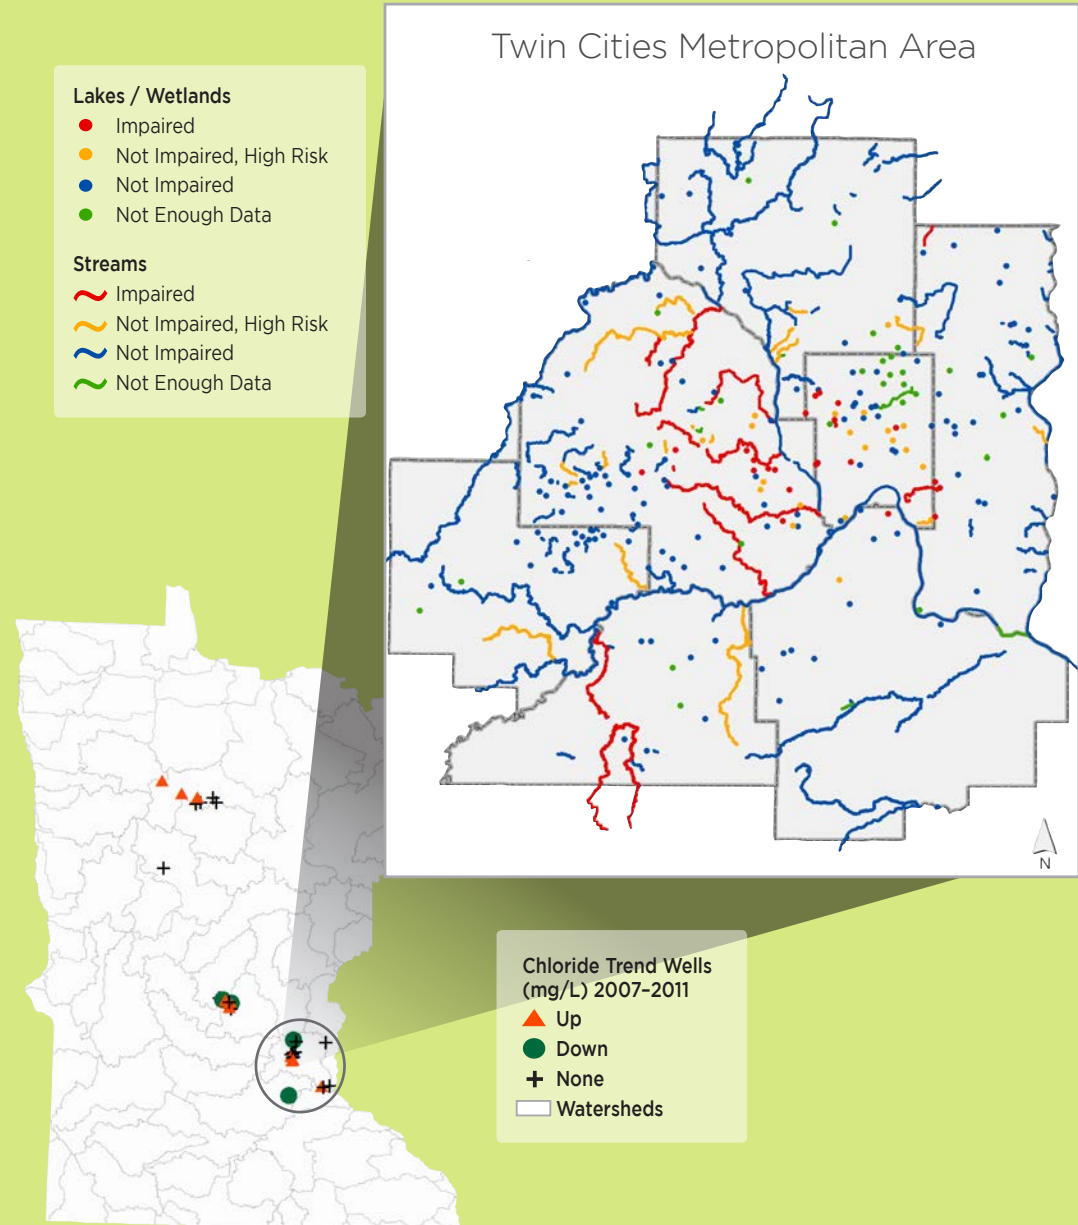 Twin Cities Metropolitan Area
Lakes / Wetlands
Impaired
Not Impaired, High Risk
Not Impaired
Not Enough Data
Streams
Impaired
Not Impaired, High Risk
Not Impaired
Not Enough Data
N
Chloride Trend Wells
(mg/L) 2007–2011
Up
Down
None
Watersheds